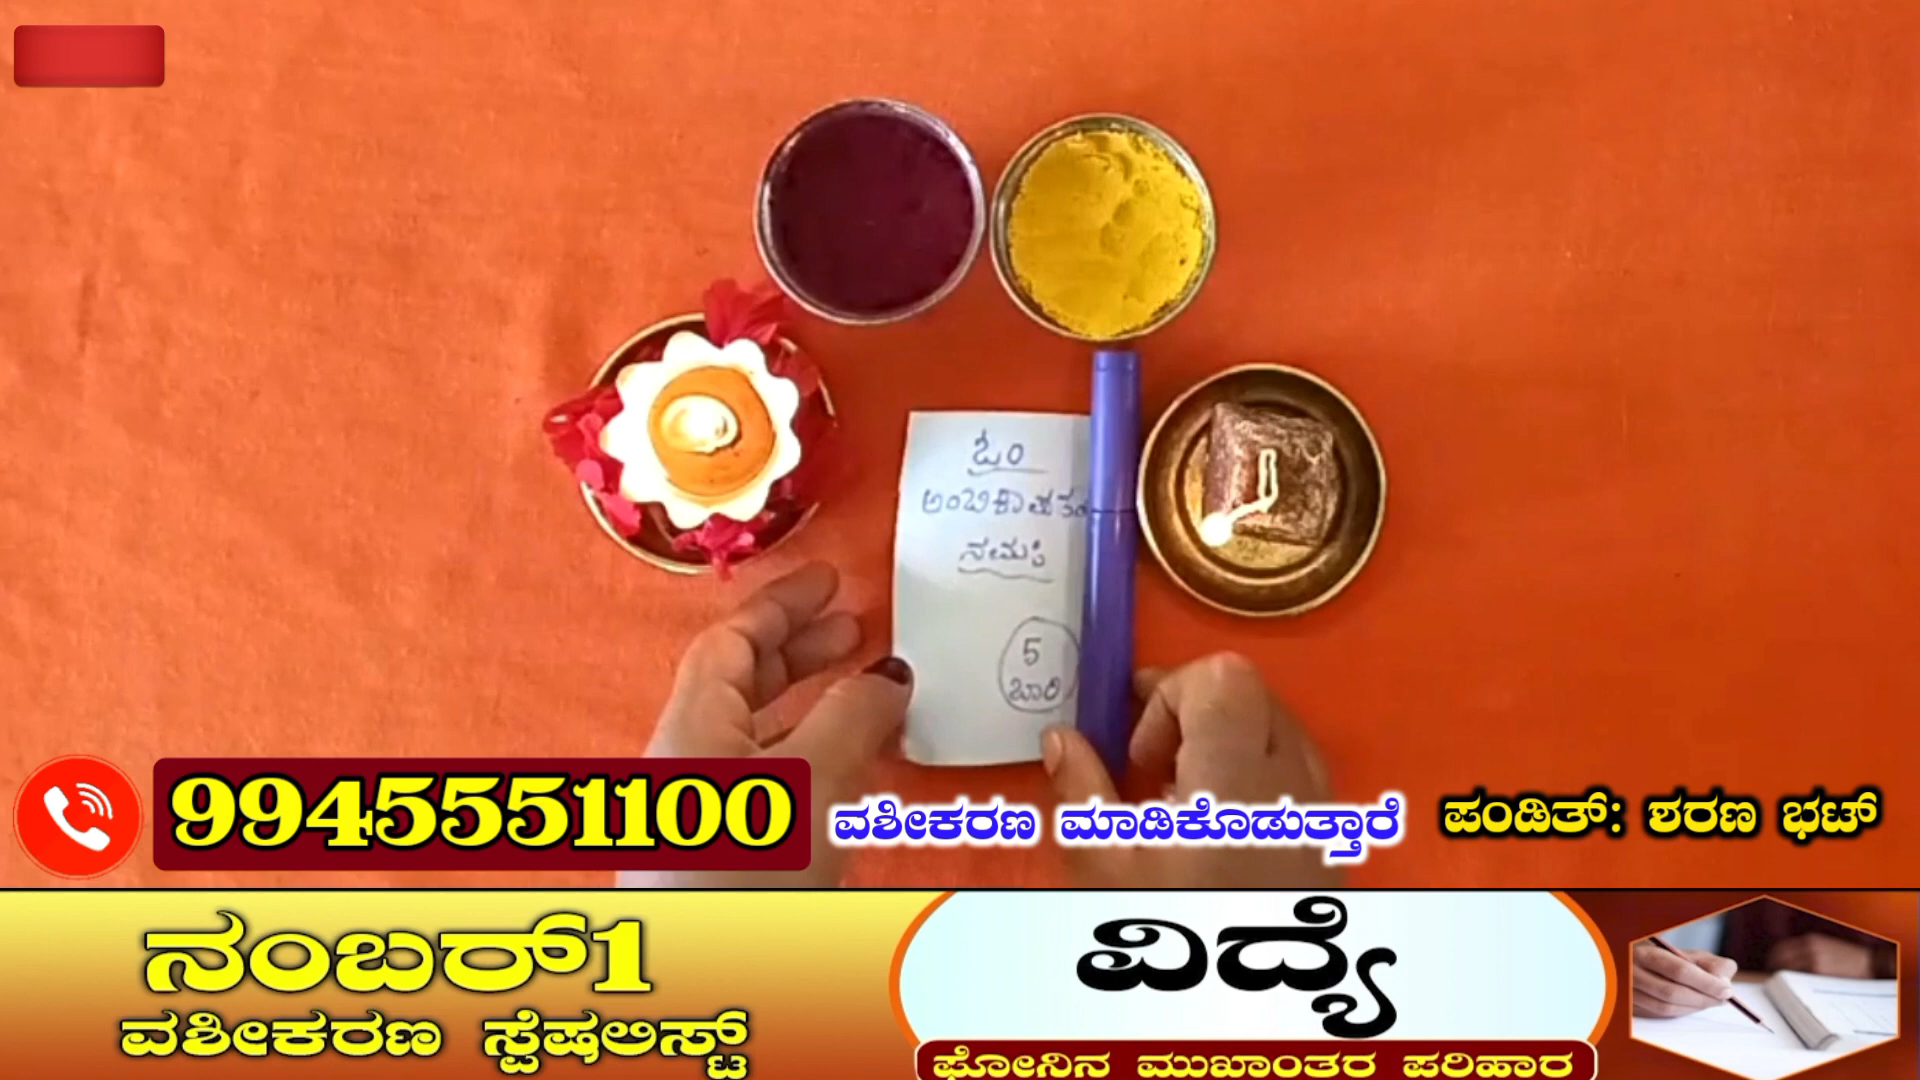 ಓಂ
ನಮಃ
5
ಬಾರಿ
9945551100
ವಶೀಕರಣ ಮಾಡಿಕೊಡುತ್ತಾರೆ
ಪಂಡಿತ್: ಶರಣ ಭಟ್
ನಂಬರ್1
ವಶೀಕರಣ ಸ್ಪೆಷಲಿಸ್ಟ್
ವಿದ್ಯೆ
ಫೋನಿನ ಮುಖಾಂತರ ಪರಿಹಾರ